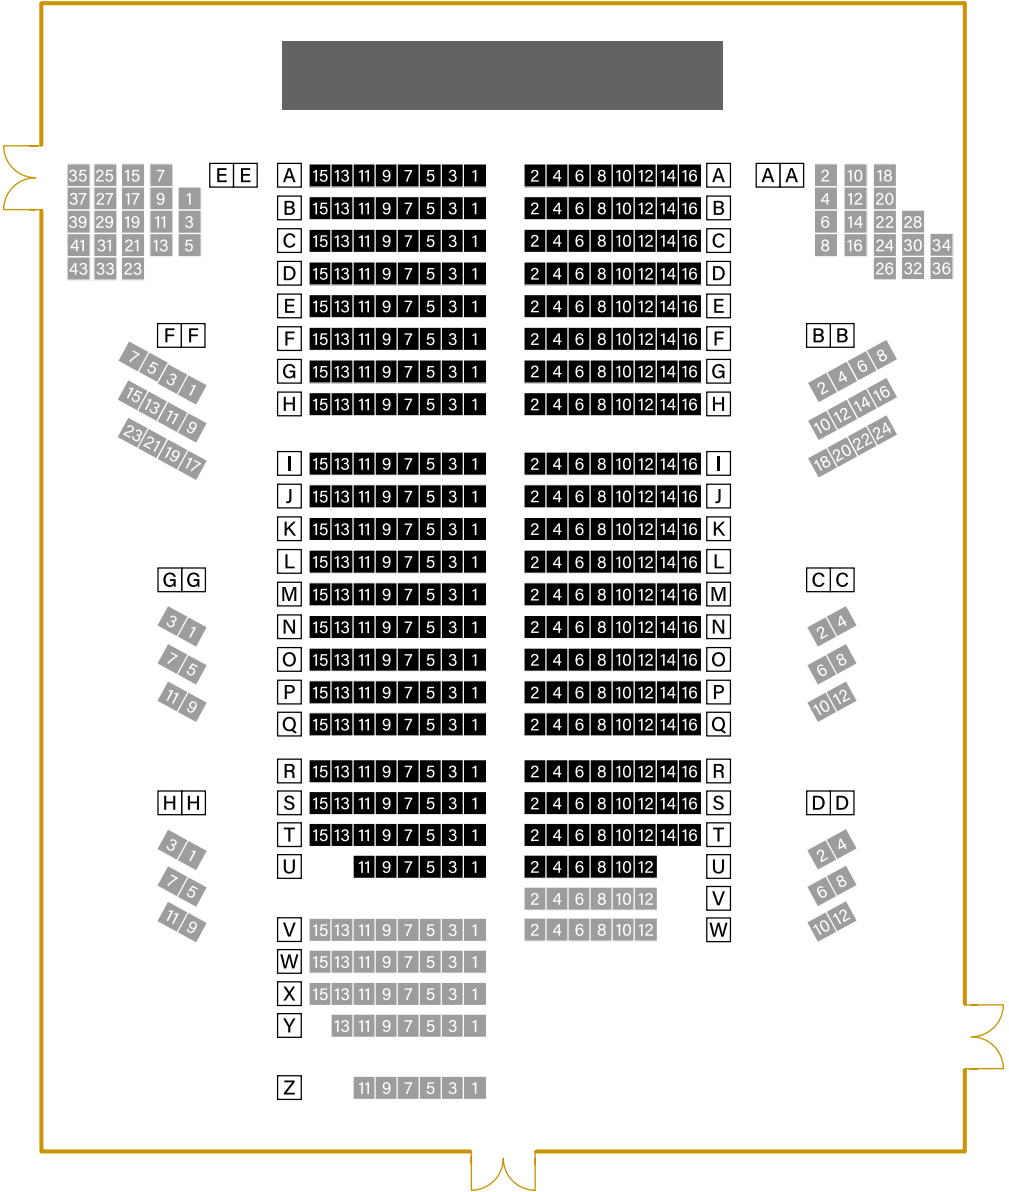 35 25 15 7 E E A 15 13 11 9 7 5 3 1 2 4 6 8 10 12 14 16 A A A 2 10 18
37 27 17 9 1 4 12 20
B 15 13 11 9 7 5 3 1 2 4 6 8 10 12 14 16 B
39 29 19 11 3 6 14 22 28
C 15 13 11 9 7 5 3 1 2 4 6 8 10 12 14 16 C
41 31 21 13 5 8 16 24 30 34
43 33 23 26 32 36
D 15 13 11 9 7 5 3 1 2 4 6 8 10 12 14 16 D
E 15 13 11 9 7 5 3 1 2 4 6 8 10 12 14 16 E
F F F 15 13 11 9 7 5 3 1 2 4 6 8 10 12 14 16 F B B
7 5 3 1 G 15 13 11 9 7 5 3 1 2 4 6 8 10 12 14 16 G 2 4 6 8
15 13 11 9 H 15 13 11 9 7 5 3 1 2 4 6 8 10 12 14 16 H 10 12 14 16
23 21 19 17 I 15 13 11 9 7 5 3 1 2 4 6 8 10 12 14 16 I 18 20 22 24
J 15 13 11 9 7 5 3 1 2 4 6 8 10 12 14 16 J
K 15 13 11 9 7 5 3 1 2 4 6 8 10 12 14 16 K
L 15 13 11 9 7 5 3 1 2 4 6 8 10 12 14 16 L
G G C C
M 15 13 11 9 7 5 3 1 2 4 6 8 10 12 14 16 M
3 1 N 15 13 11 9 7 5 3 1 2 4 6 8 10 12 14 16 N 2 4
7 5 O 15 13 11 9 7 5 3 1 2 4 6 8 10 12 14 16 O 6 8
11 9 P 15 13 11 9 7 5 3 1 2 4 6 8 10 12 14 16 P 10 12
Q 15 13 11 9 7 5 3 1 2 4 6 8 10 12 14 16 Q
R 15 13 11 9 7 5 3 1 2 4 6 8 10 12 14 16 R
H H S 15 13 11 9 7 5 3 1 2 4 6 8 10 12 14 16 S D D
T 15 13 11 9 7 5 3 1 2 4 6 8 10 12 14 16 T
3 1 U 11 9 7 5 3 1 2 4 6 8 10 12 U 2 4
7 5 2 4 6 8 10 12 V 6 8
11 9 V 15 13 11 9 7 5 3 1 2 4 6 8 10 12 W 10 12
W 15 13 11 9 7 5 3 1
X 15 13 11 9 7 5 3 1
Y 13 11 9 7 5 3 1
Z 11 9 7 5 3 1